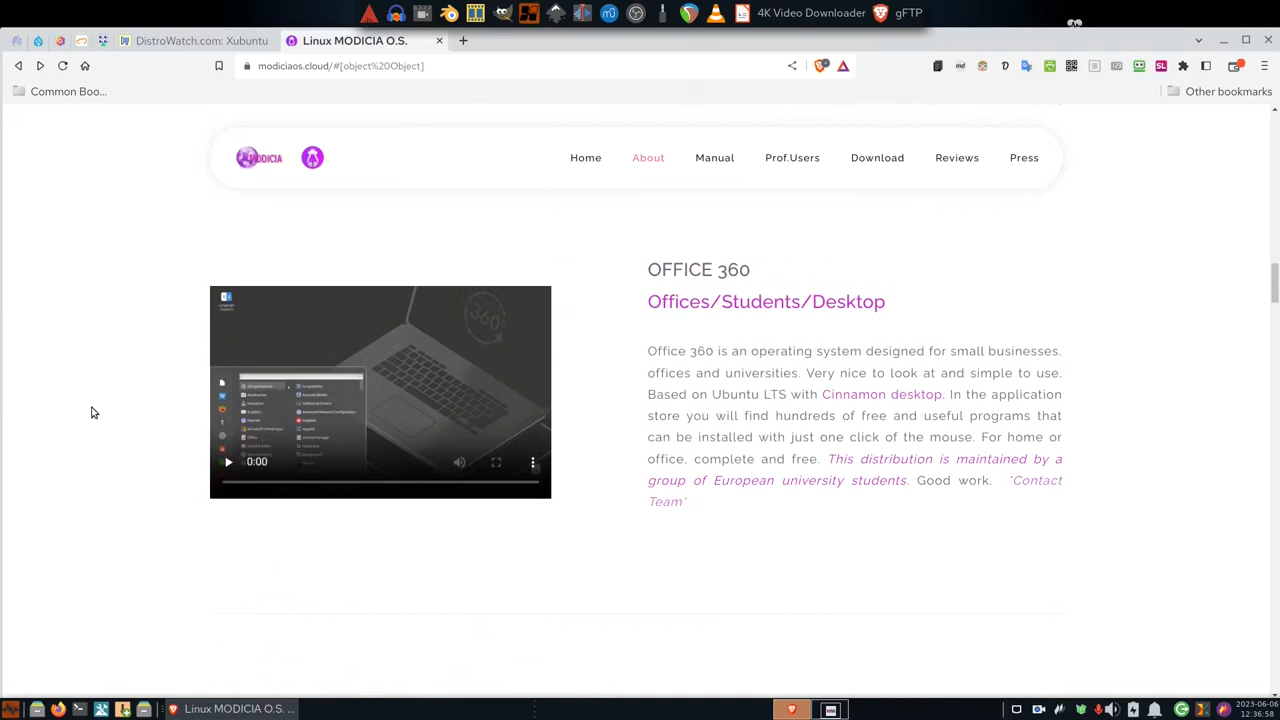 4K Video Downloader
gFTP
DistroWatch.com: Xubuntu
Linux MODICIA O.S.
modiciaos.cloud/#[object%20Object]
Common Boo...
Other bookmarks
MODICIA
Home
About
Manual
Prof.Users
Download
Reviews
Press
OFFICE 360
Offices/Students/Desktop
Office 360 is an operating system designed for small businesses,
offices and universities. Very nice to look at and simple to use.
Based on Ubuntu LTS with Cinnamon desktop. In the application
store you will find hundreds of free and useful programs that
can be installed with just one click of the mouse. For home or
office, complete and free. This distribution is maintained by a
group of European university students. Good work. "Contact
Team"
360°
0:00
Linux MODICIA O.S. ...
2023-06-06
12:36:58